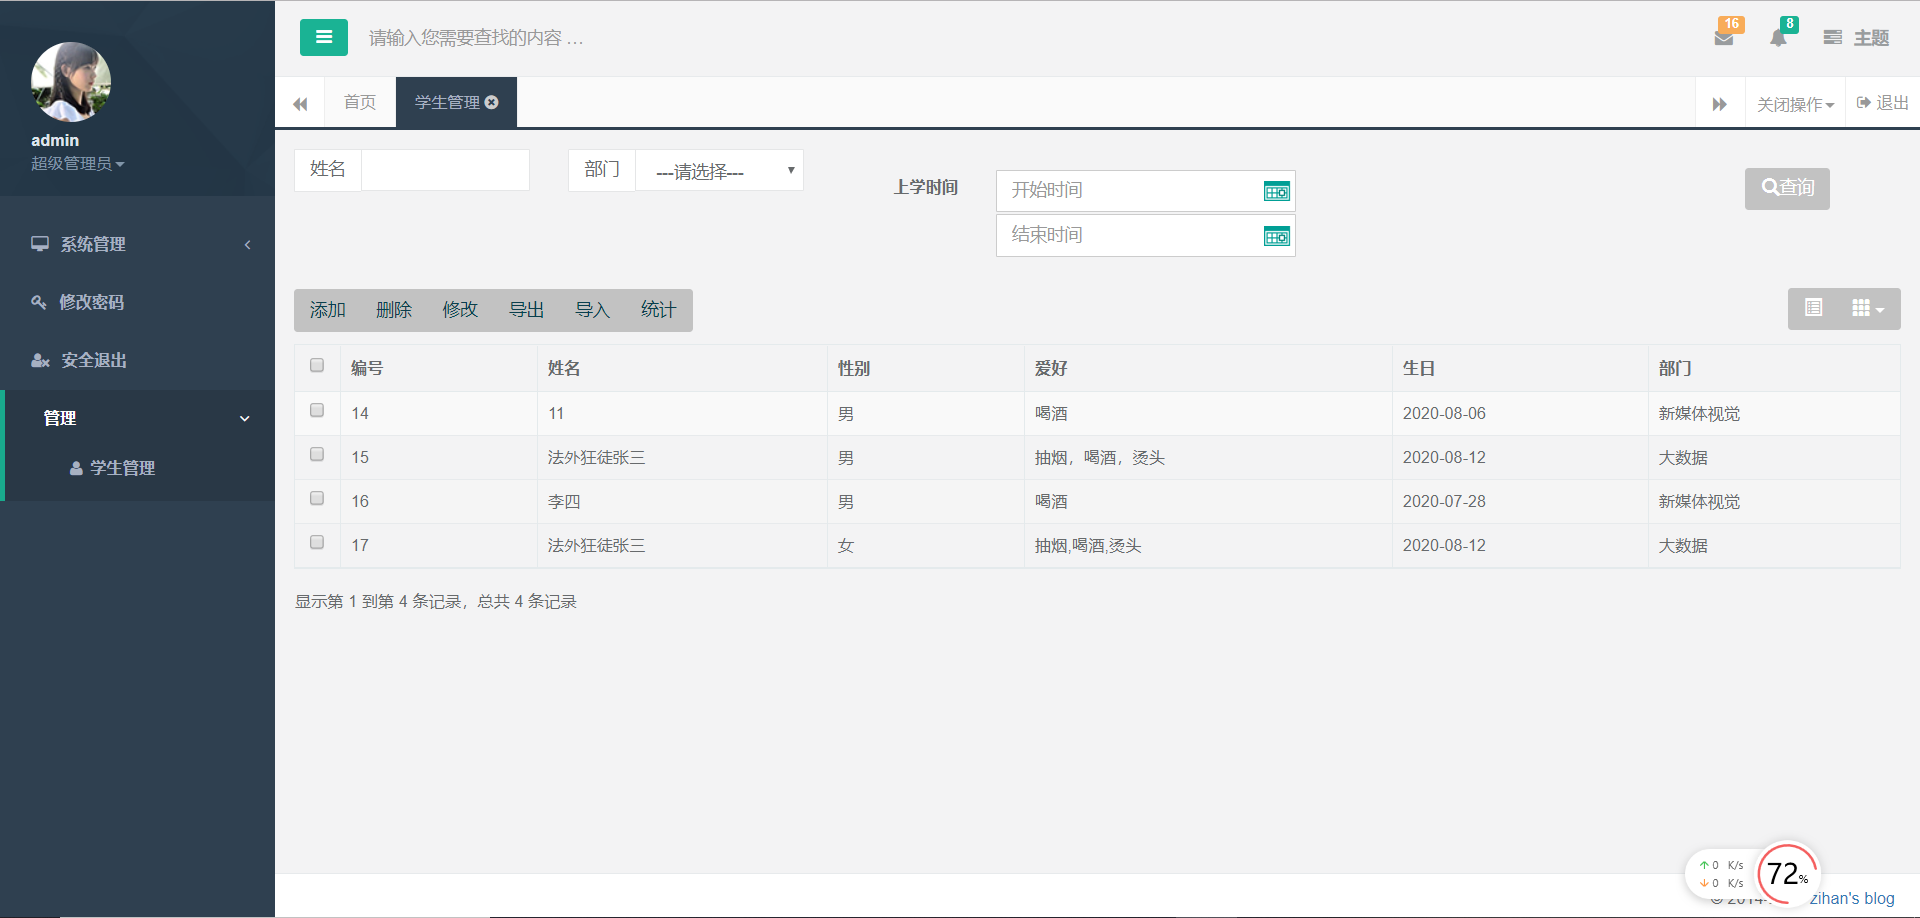 请输入您需要查找的内容 …
16
8
主题
admin
超级管理员
首页
学生管理
关闭操作
退出
系统管理
修改密码
安全退出
管理
学生管理
姓名
部门
---请选择---
上学时间
开始时间
结束时间
查询
添加 删除 修改 导出 导入 统计
编号 姓名 性别 爱好 生日 部门
14 11 男 喝酒 2020-08-06 新媒体视觉
15 法外狂徒张三 男 抽烟，喝酒，烫头 2020-08-12 大数据
16 李四 男 喝酒 2020-07-28 新媒体视觉
17 法外狂徒张三 女 抽烟,喝酒,烫头 2020-08-12 大数据
显示第 1 到第 4 条记录，总共 4 条记录
0 K/s
0 K/s
72%
zihan's blog